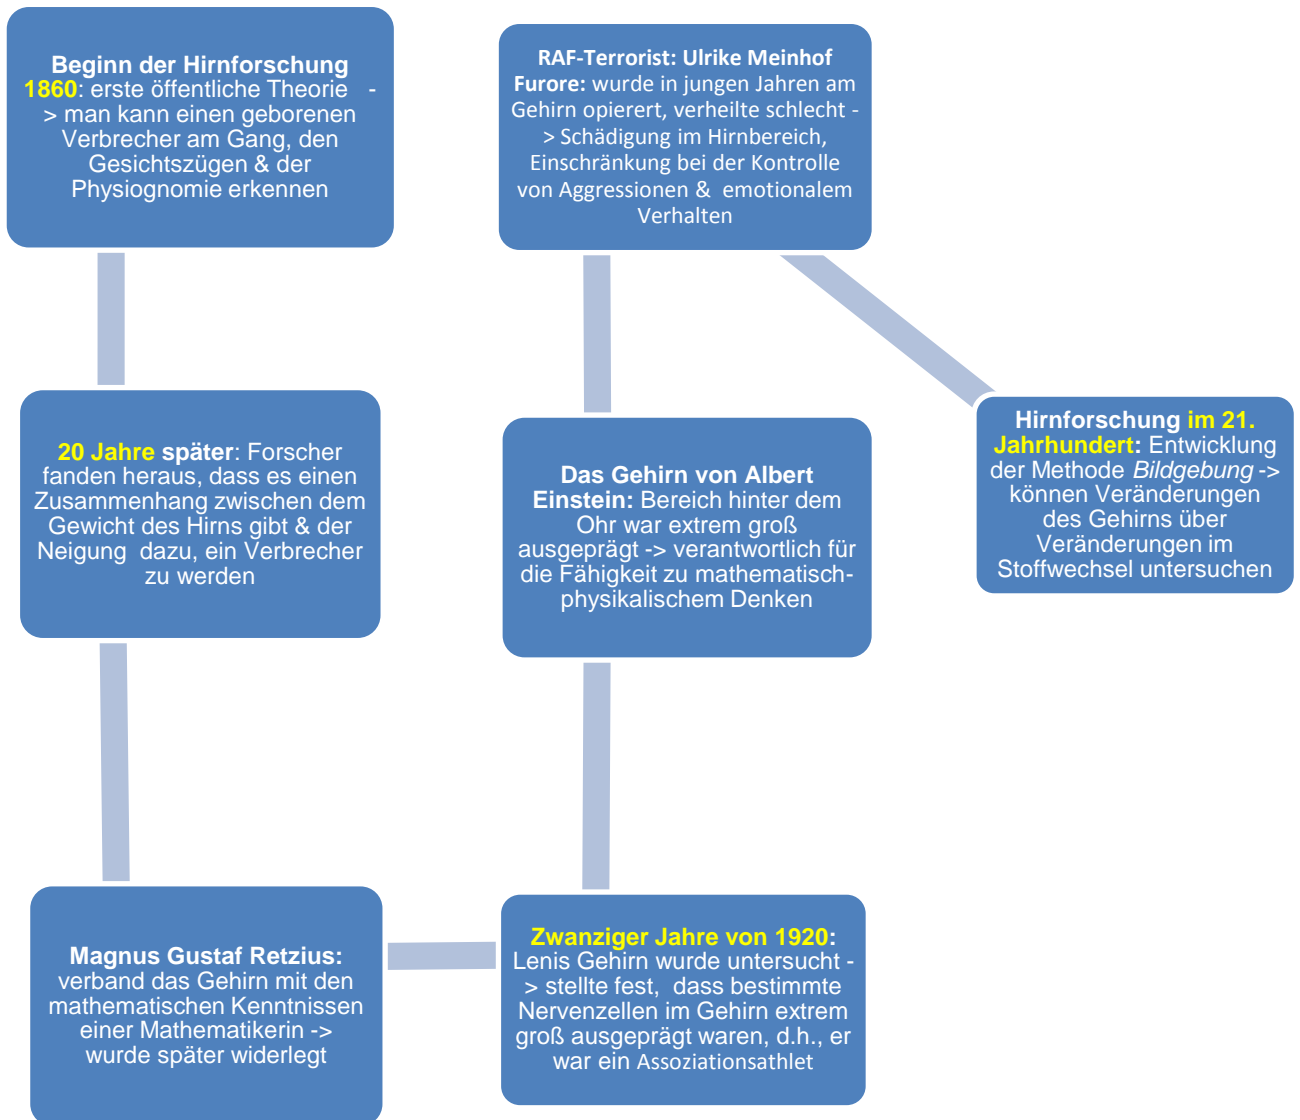 Beginn der Hirnforschung
1860: erste öffentliche Theorie -
> man kann einen geborenen
Verbrecher am Gang, den
Gesichtszügen & der
Physiognomie erkennen
20 Jahre später: Forscher
fanden heraus, dass es einen
Zusammenhang zwischen dem
Gewicht des Hirns gibt & der
Neigung dazu, ein Verbrecher
zu werden
Magnus Gustaf Retzius:
verband das Gehirn mit den
mathematischen Kenntnissen
einer Mathematikerin ->
wurde später widerlegt
Zwanziger Jahre von 1920:
Lenis Gehirn wurde untersucht -
> stellte fest, dass bestimmte
Nervenzellen im Gehirn extrem
groß ausgeprägt waren, d.h., er
war ein Assoziationsathlet
Das Gehirn von Albert
Einstein: Bereich hinter dem
Ohr war extrem groß
ausgeprägt -> verantwortlich für
die Fähigkeit zu mathematisch-
physikalischem Denken
RAF-Terrorist: Ulrike Meinhof
Furore: wurde in jungen Jahren am
Gehirn opierert, verheilte schlecht -
> Schädigung im Hirnbereich,
Einschränkung bei der Kontrolle
von Aggressionen & emotionalem
Verhalten
Hirnforschung im 21.
Jahrhundert: Entwicklung
der Methode Bildgebung ->
können Veränderungen
des Gehirns über
Veränderungen im
Stoffwechsel untersuchen